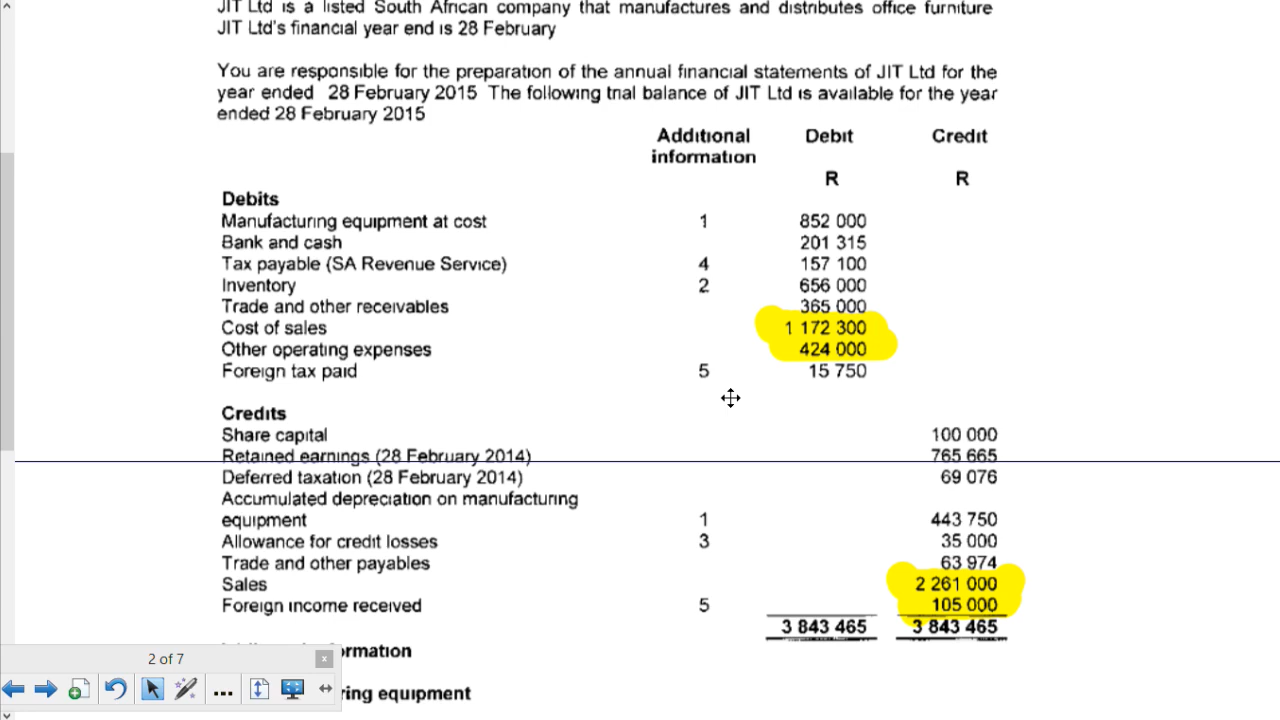 JIT Ltd is a listed South African company that manufactures and distributes office furniture
JIT Ltd's financial year end is 28 February
You are responsible for the preparation of the annual financial statements of JIT Ltd for the
year ended 28 February 2015 The following trial balance of JIT Ltd is available for the year
ended 28 February 2015
Additional information Debit Credit
R R
Debits
Manufacturing equipment at cost 1 852 000
Bank and cash 201 315
Tax payable (SA Revenue Service) 4 157 100
Inventory 2 656 000
Trade and other receivables 365 000
Cost of sales 1 172 300
Other operating expenses 424 000
Foreign tax paid 5 15 750
Credits
Share capital 100 000
Retained earnings (28 February 2014) 765 665
Deferred taxation (28 February 2014) 69 076
Accumulated depreciation on manufacturing
equipment 1 443 750
Allowance for credit losses 3 35 000
Trade and other payables 63 974
Sales 2 261 000
Foreign income received 5 105 000
3 843 465 3 843 465
ormation
ring equipment
2 of 7
x
...